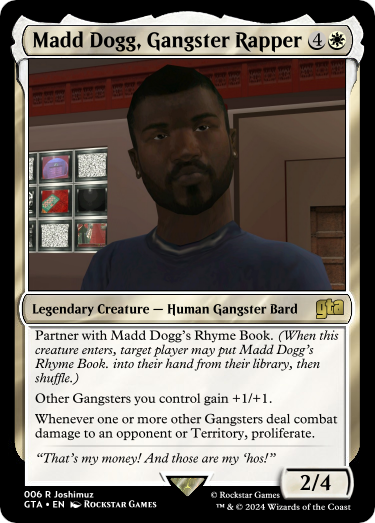 Madd Dogg, Gangster Rapper 4
Legendary Creature — Human Gangster Bard gta
Partner with Madd Dogg's Rhyme Book. (When this
creature enters, target player may put Madd Dogg's
Rhyme Book. into their hand from their library, then
shuffle.)
Other Gangsters you control gain +1/+1.
Whenever one or more other Gangsters deal combat
damage to an opponent or Territory, proliferate.
“That's my money! And those are my 'hos!”
2/4
006 R Joshimuz
GTA • EN Rockstar Games
© Rockstar Games
™ & © 2024 Wizards of the Coast